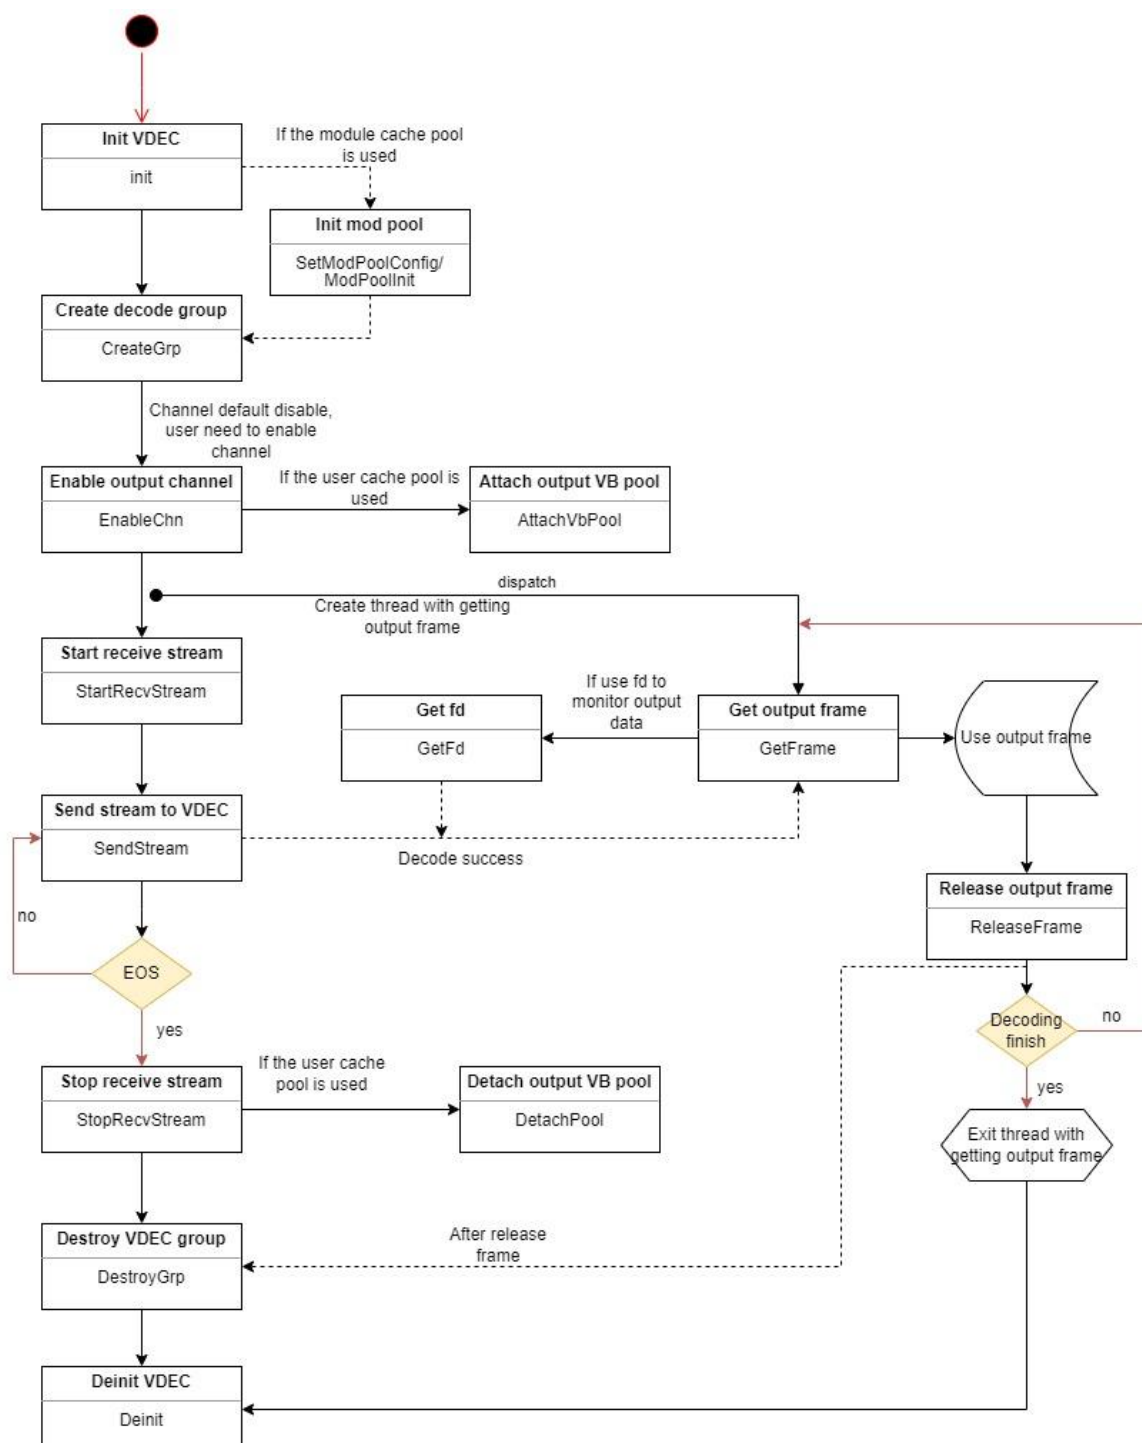 Init VDEC
init
If the module cache pool
is used
Init mod pool
SetModPoolConfig/
ModPoolInit
Create decode group
CreateGrp
Channel default disable,
user need to enable
channel
Enable output channel
EnableChn
If the user cache pool is
used
Attach output VB pool
AttachVbPool
dispatch
Create thread with getting
output frame
Start receive stream
StartRecvStream
If use fd to
monitor output
data
Get fd
GetFd
Get output frame
GetFrame
Use output frame
Send stream to VDEC
SendStream
Decode success
Release output frame
ReleaseFrame
no
EOS
yes
Decoding
finish
no
yes
Stop receive stream
StopRecvStream
If the user cache
pool is used
Detach output VB pool
DetachPool
Exit thread with
getting output frame
Destroy VDEC group
DestroyGrp
After release
frame
Deinit VDEC
Deinit